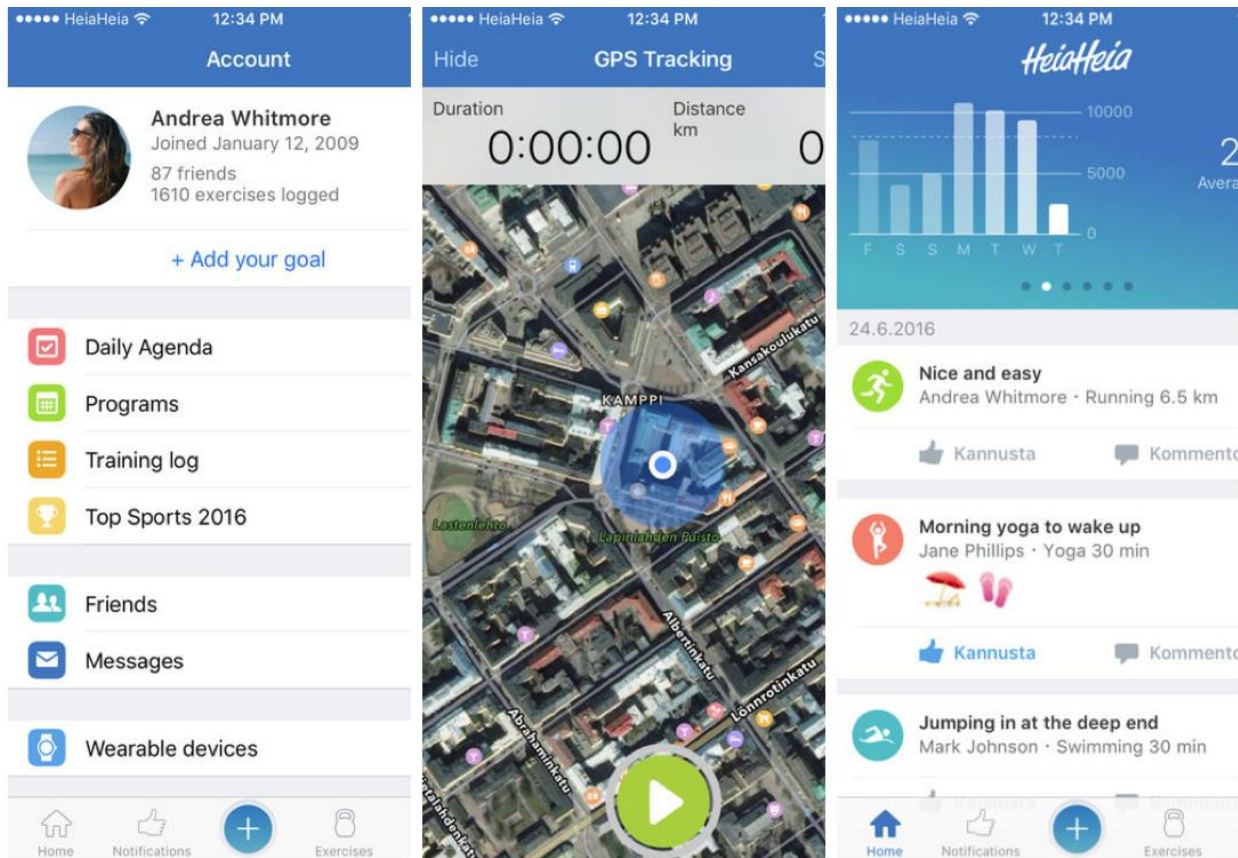 HeiaHeia 12:34 PM
Account
Andrea Whitmore
Joined January 12, 2009
87 friends
1610 exercises logged
+ Add your goal
Daily Agenda
Programs
Training log
Top Sports 2016
Friends
Messages
Wearable devices
Home Notifications Exercises
HeiaHeia 12:34 PM
Hide GPS Tracking S
Duration Distance
km
0:00:00 0
Kansakoulukatu
KAMPPI
Lastenlehto
Lapinlahden Puisto
Albertinkatu
Lönnrotinkatu
Abrahaminkatu
HeiaHeia 12:34 PM
HeiaHeia
10000
5000
0
2
Avera
F S S M T W T
24.6.2016
Nice and easy
Andrea Whitmore · Running 6.5 km
Kannusta Kommento
Morning yoga to wake up
Jane Phillips · Yoga 30 min
Kannusta Kommento
Jumping in at the deep end
Mark Johnson · Swimming 30 min
Home Notifications Exercises